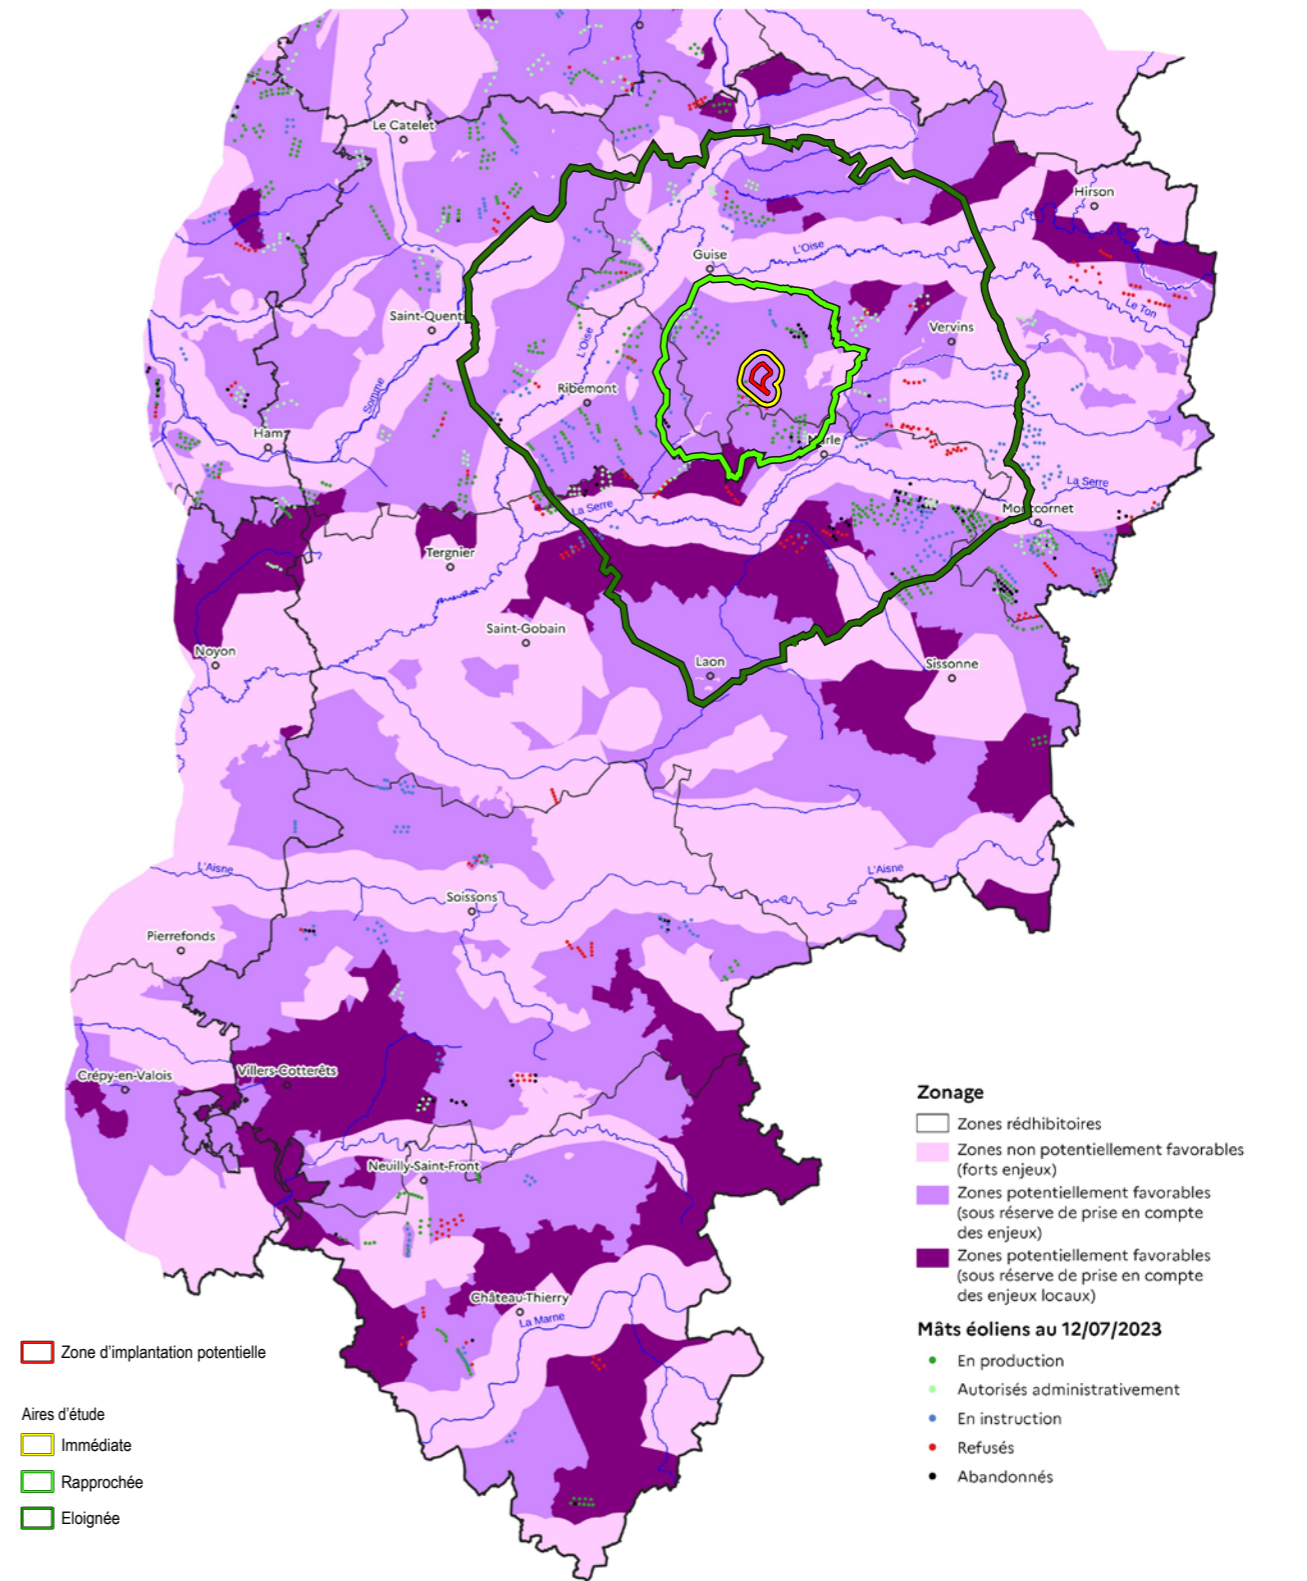 Le Catelet
Hirson
L'Oise
Guise
Le Ton
Saint-Quenti
L'Oise
Vervins
Somme
Ribemont
Ham
Marle
La Serre
La Serre
Montcornet
Tergnier
Saint-Gobain
Noyon
Laon
Sissonne
L'Aisne
L'Aisne
Soissons
Pierrefonds
Crépy-en-Valois
Villers-Cotterêts
Neuilly-Saint-Front
Château-Thierry
La Marne
Zonage
Zones rédhibitoires
Zones non potentiellement favorables
(forts enjeux)
Zones potentiellement favorables
(sous réserve de prise en compte
des enjeux)
Zones potentiellement favorables
(sous réserve de prise en compte
des enjeux locaux)
Mâts éoliens au 12/07/2023
En production
Autorisés administrativement
En instruction
Refusés
Abandonnés
Zone d'implantation potentielle
Aires d'étude
Immédiate
Rapprochée
Eloignée